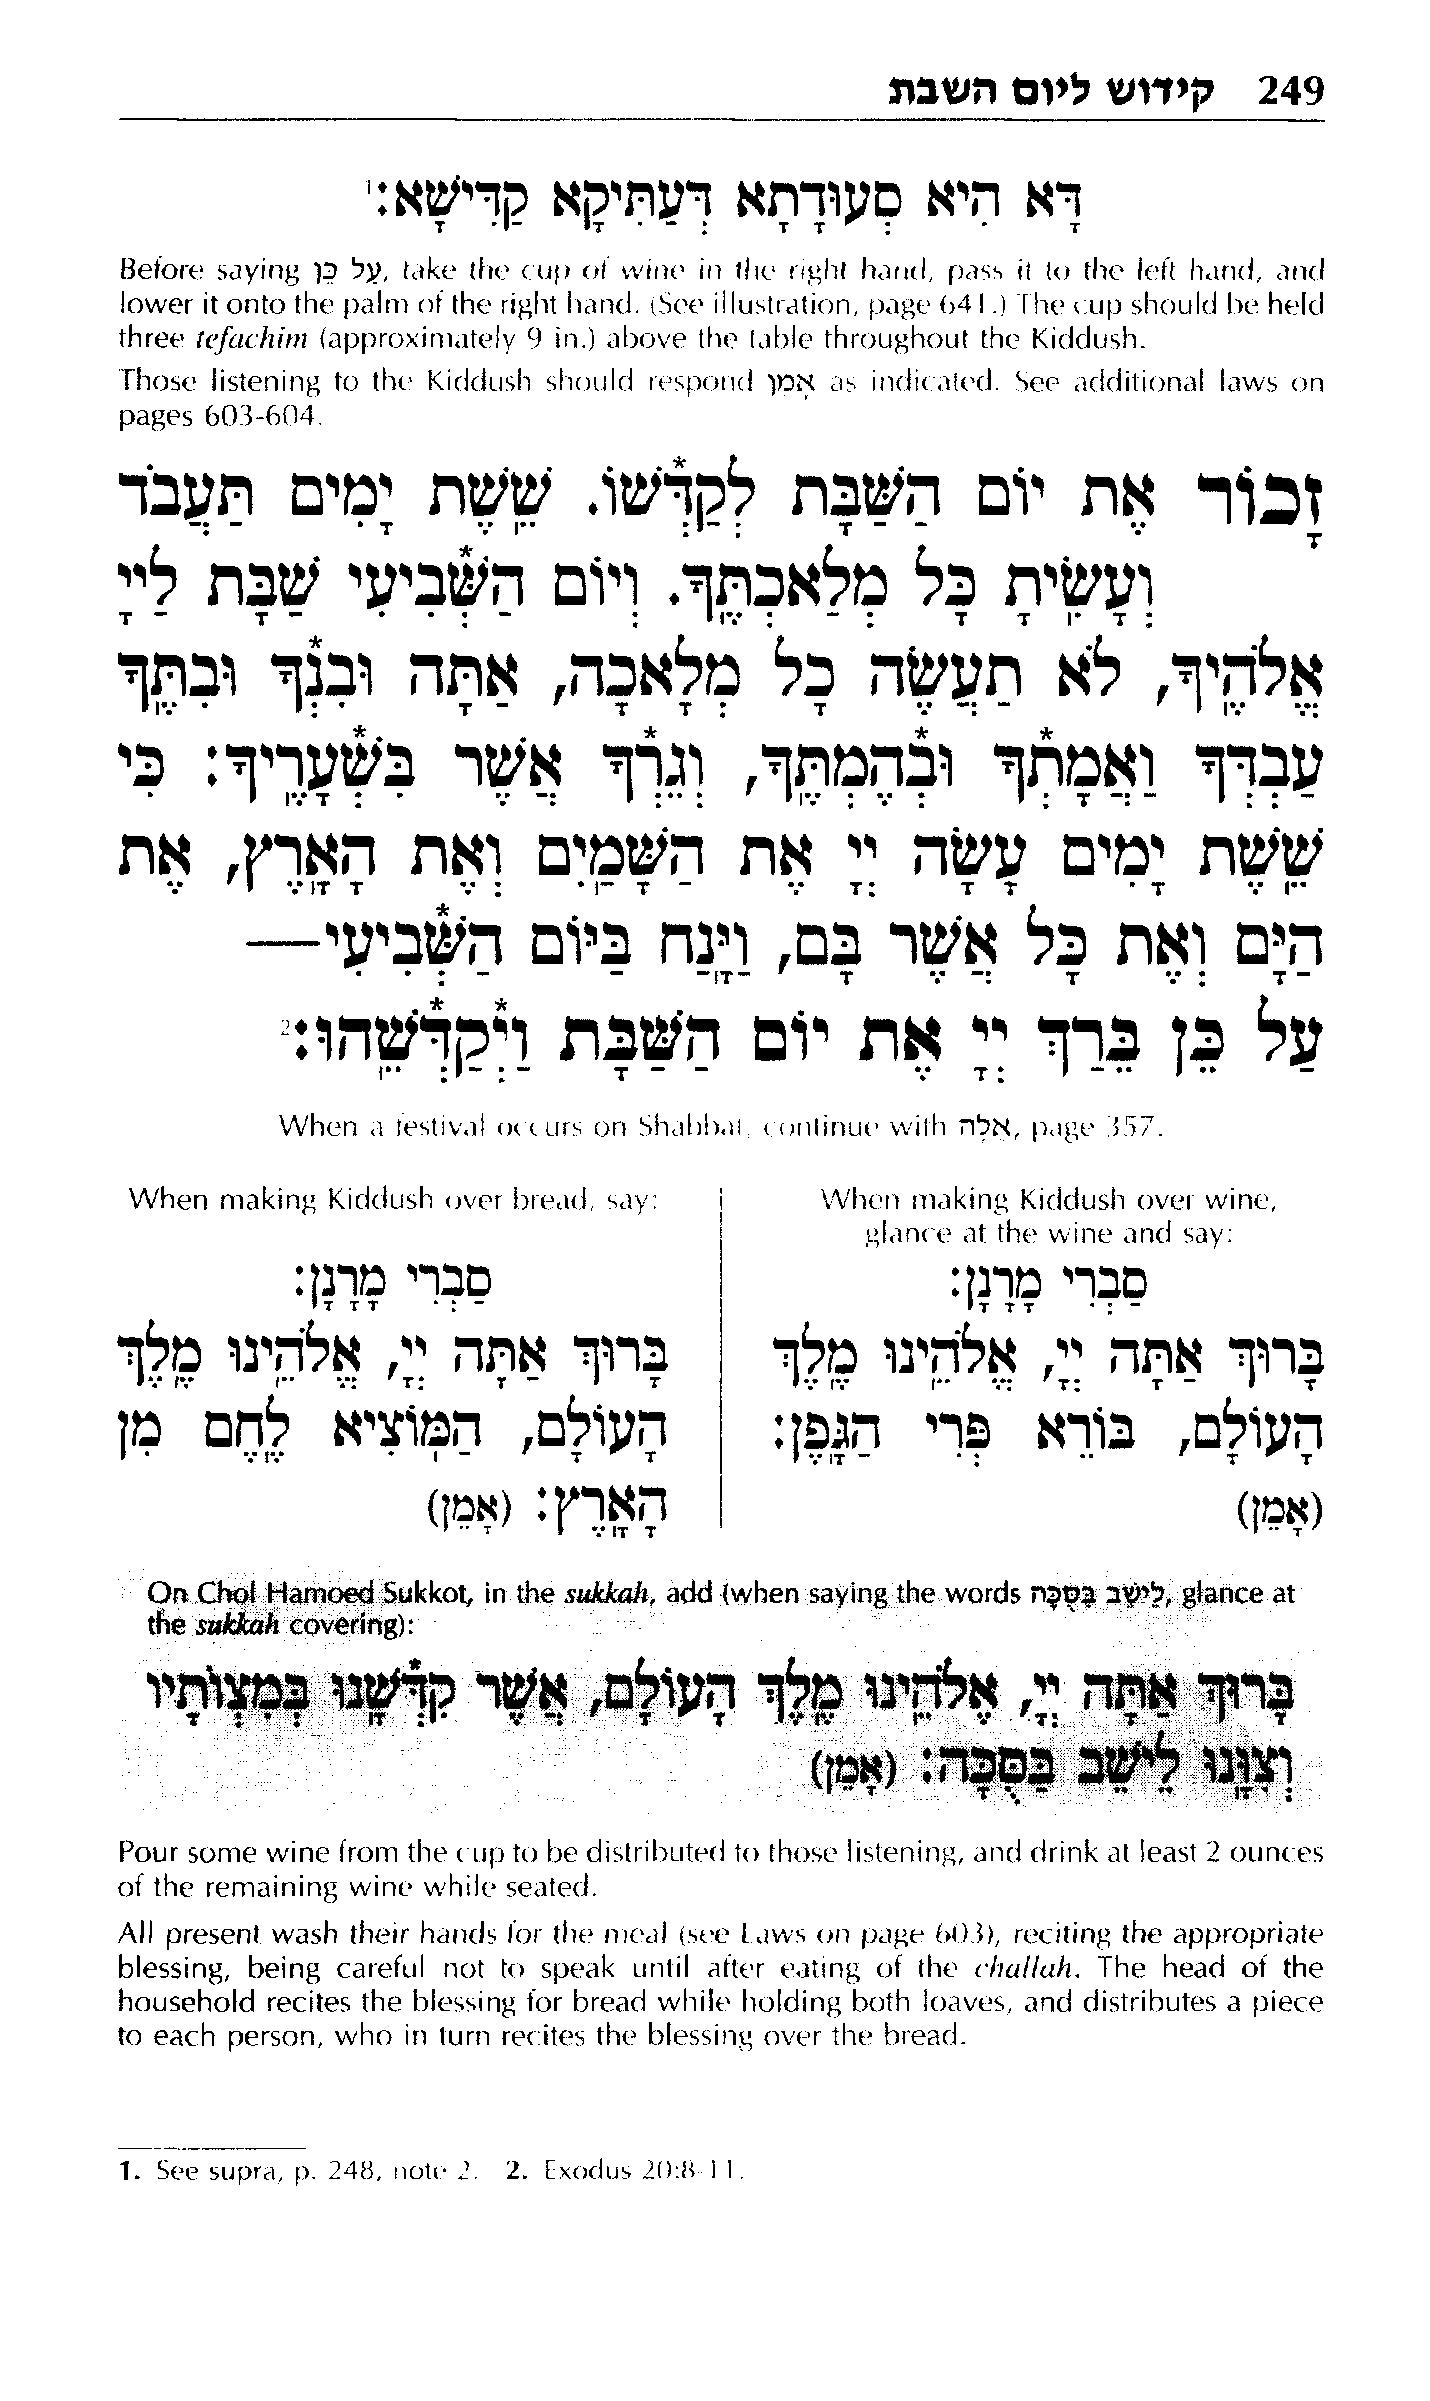 קידוש ליום השבת 249
דָּא הִיא סְעוּדָתָא דְּעַתִּיקָא קַדִּישָׁא:¹
Before saying עַל כֵּן, take the cup of wine in the right hand, pass it to the left hand, and
lower it onto the palm of the right hand. (See illustration, page 641.) The cup should be held
three tefachim (approximately 9 in.) above the table throughout the Kiddush.
Those listening to the Kiddush should respond אָמֵן as indicated. See additional laws on
pages 603-604.
זָכוֹר אֶת יוֹם הַשַּׁבָּת לְקַדְּ֯שׁוֹ. שֵׁשֶׁת יָמִים תַּעֲבֹד
וְעָשִׂיתָ כָּל מְלַאכְתֶּךָ. וְיוֹם הַשְּׁ֯בִיעִי שַׁבָּת לַייָ
אֱלֹהֶיךָ, לֹא תַעֲשֶׂה כָל מְלָאכָה, אַתָּה וּבִנְ֯ךָ וּבִתֶּךָ
עַבְדְּךָ וַאֲמָתְ֯ךָ וּבְ֯הֶמְתֶּךָ, וְגֵרְ֯ךָ אֲשֶׁר בִּשְׁ֯עָרֶיךָ: כִּי
שֵׁשֶׁת יָמִים עָשָׂה יְיָ אֶת הַשָּׁמַיִם וְאֶת הָאָרֶץ, אֶת
הַיָּם וְאֶת כָּל אֲשֶׁר בָּם, וַיָּנַח בַּיּוֹם הַשְּׁ֯בִיעִי—
עַל כֵּן בֵּרַךְ יְיָ אֶת יוֹם הַשַּׁבָּת וַיְ֯קַדְּ֯שֵׁהוּ:²
When a festival occurs on Shabbat, continue with אֵלֶּה, page 357.
When making Kiddush over wine,
glance at the wine and say:
סַבְרִי מָרָנָן:
בָּרוּךְ אַתָּה יְיָ, אֱלֹהֵינוּ מֶלֶךְ
הָעוֹלָם, בּוֹרֵא פְּרִי הַגָּפֶן:
(אָמֵן)
When making Kiddush over bread, say:
סַבְרִי מָרָנָן:
בָּרוּךְ אַתָּה יְיָ, אֱלֹהֵינוּ מֶלֶךְ
הָעוֹלָם, הַמּוֹצִיא לֶחֶם מִן
הָאָרֶץ: (אָמֵן)
On Chol Hamoed Sukkot, in the sukkah, add (when saying the words לֵישֵׁב בַּסֻּכָּה, glance at
the sukkah covering):
בָּרוּךְ אַתָּה יְיָ, אֱלֹהֵינוּ מֶלֶךְ הָעוֹלָם, אֲשֶׁר קִדְּ֯שָׁנוּ בְּמִצְוֹתָיו
וְצִוָּנוּ לֵישֵׁב בַּסֻּכָּה: (אָמֵן)
Pour some wine from the cup to be distributed to those listening, and drink at least 2 ounces
of the remaining wine while seated.
All present wash their hands for the meal (see Laws on page 603), reciting the appropriate
blessing, being careful not to speak until after eating of the challah. The head of the
household recites the blessing for bread while holding both loaves, and distributes a piece
to each person, who in turn recites the blessing over the bread.
1. See supra, p. 248, note 2. 2. Exodus 20:8-11.